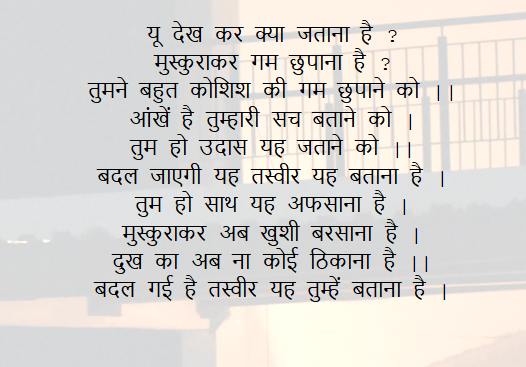 यू देख कर क्या जताना है ?
मुस्कुराकर गम छुपाना है ?
तुमने बहुत कोशिश की गम छुपाने को ||
आंखें है तुम्हारी सच बताने को |
तुम हो उदास यह जताने को ||
बदल जाएगी यह तस्वीर यह बताना है |
तुम हो साथ यह अफसाना है |
मुस्कुराकर अब खुशी बरसाना है |
दुख का अब ना कोई ठिकाना है ||
बदल गई है तस्वीर यह तुम्हें बताना है |